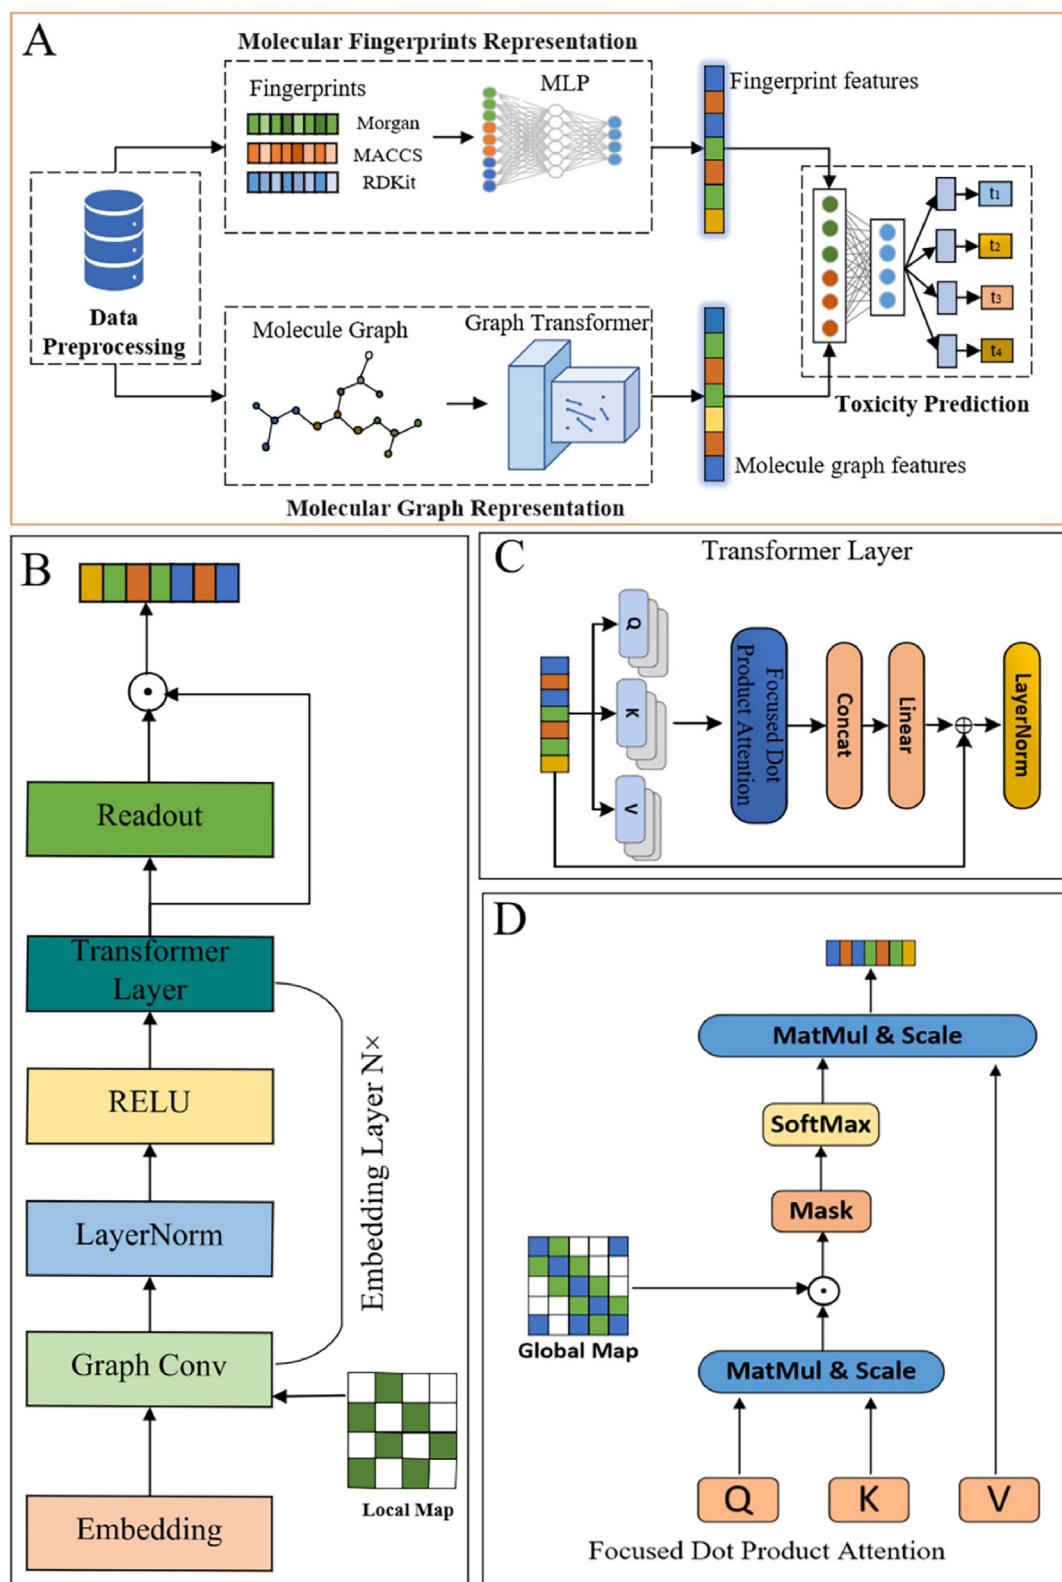 A
Molecular Fingerprints Representation
Fingerprints
MLP
Morgan
MACCS
RDKit
Fingerprint features
Data
Preprocessing
t1
t2
t3
t4
Molecule Graph
Graph Transformer
Toxicity Prediction
Molecule graph features
Molecular Graph Representation
B
Readout
Transformer
Layer
RELU
LayerNorm
Graph Conv
Embedding
Embedding Layer N×
Local Map
C
Transformer Layer
Q
K
V
Focused Dot
Product Attention
Concat
Linear
LayerNorm
D
MatMul & Scale
SoftMax
Mask
Global Map
MatMul & Scale
Q
K
V
Focused Dot Product Attention